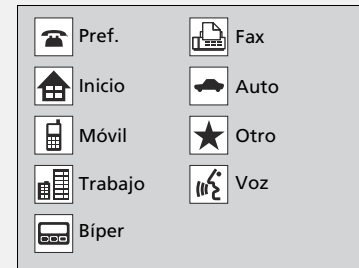 Pref.
Inicio
Móvil
Trabajo
Bíper
Fax
Auto
Otro
Voz